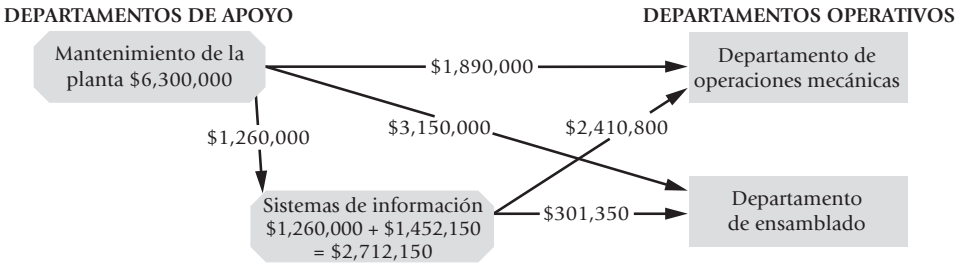 DEPARTAMENTOS DE APOYO
DEPARTAMENTOS OPERATIVOS
Mantenimiento de la
planta $6,300,000
$1,890,000
Departamento de
operaciones mecánicas
$1,260,000
$3,150,000
$2,410,800
Sistemas de información
$1,260,000 + $1,452,150
= $2,712,150
$301,350
Departamento
de ensamblado